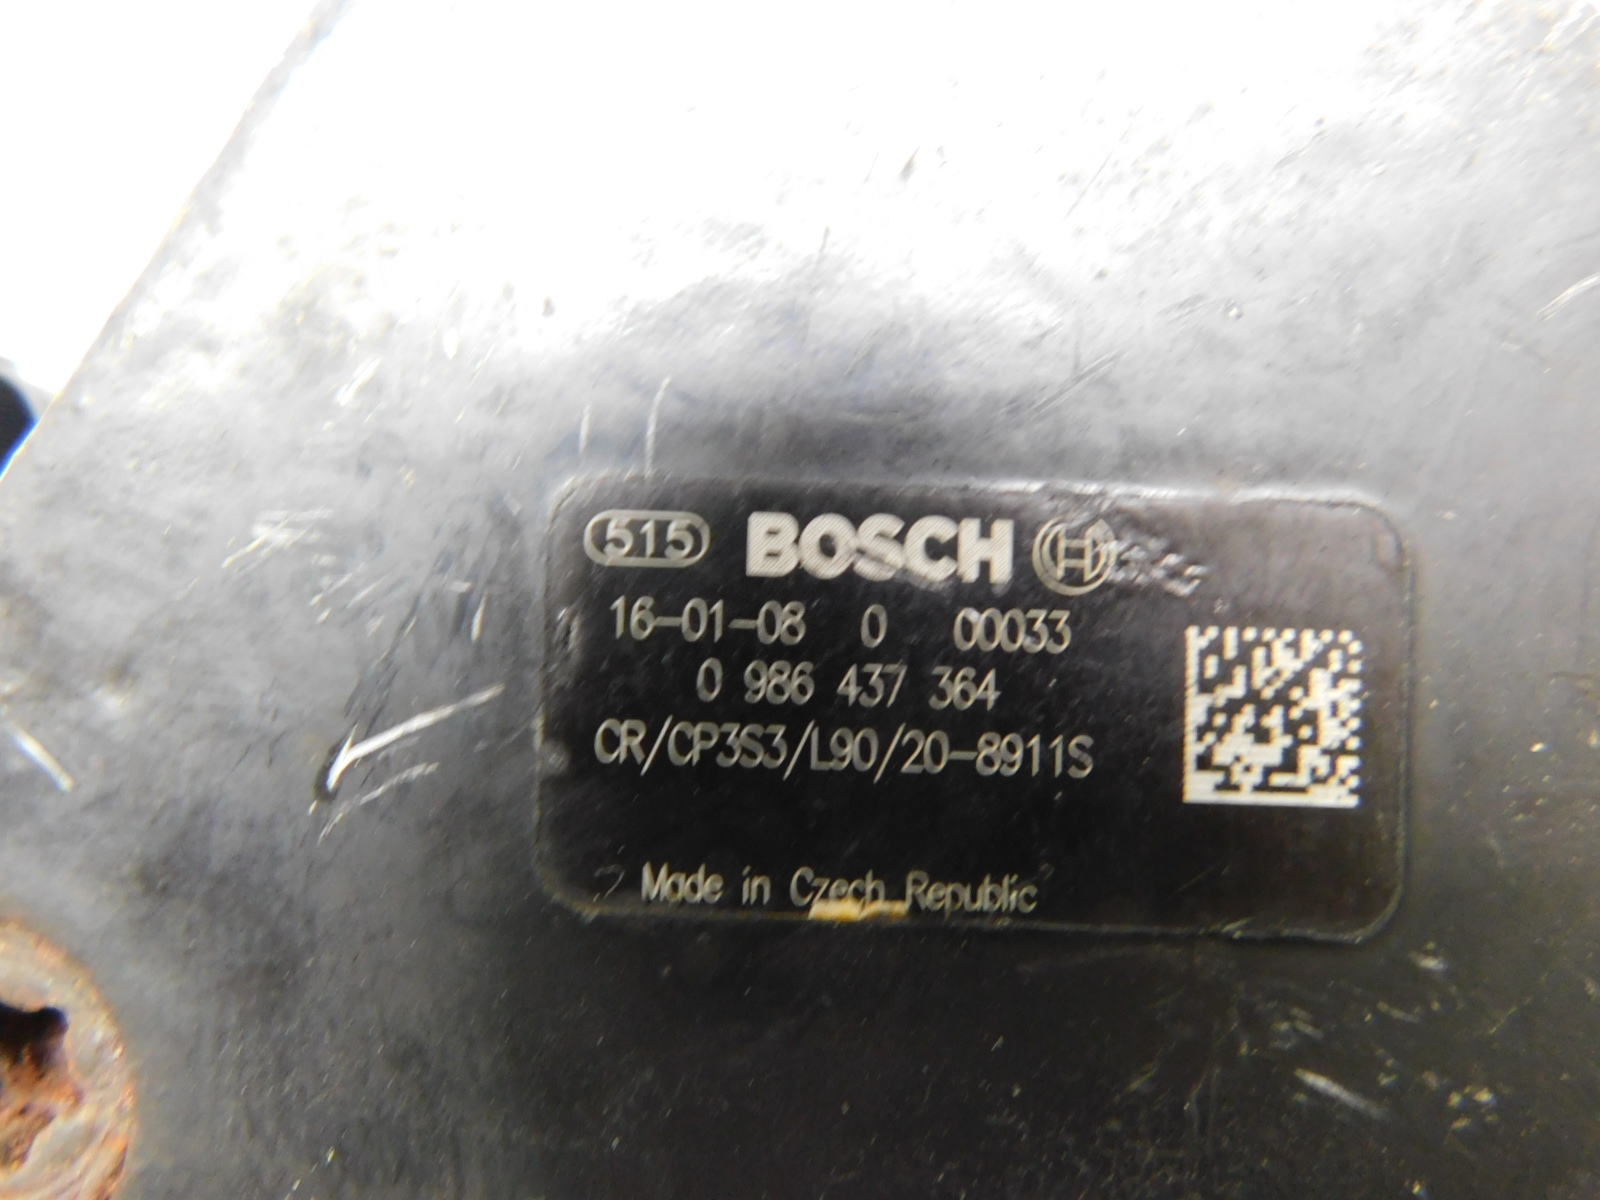 515 BOSCH
16-01-08 0 00033
0 986 437 364
CR/CP3S3/L90/20-8911S
Made in Czech Republic